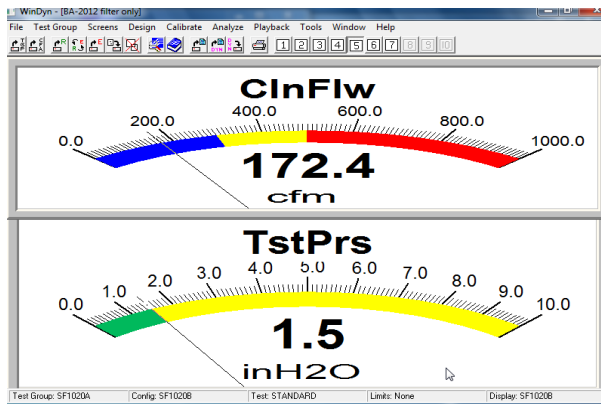 WinDyn - [BA-2012 filter only]
File Test Group Screens Design Calibrate Analyze Playback Tools Window Help
1 2 3 4 5 6 7 8 9 10
ClnFlw
0.0 200.0 400.0 600.0 800.0 1000.0
172.4
cfm
TstPrs
0.0 1.0 2.0 3.0 4.0 5.0 6.0 7.0 8.0 9.0 10.0
1.5
inH2O
Test Group: SF1020A Config: SF1020B Test: STANDARD Limits: None Display: SF1020B